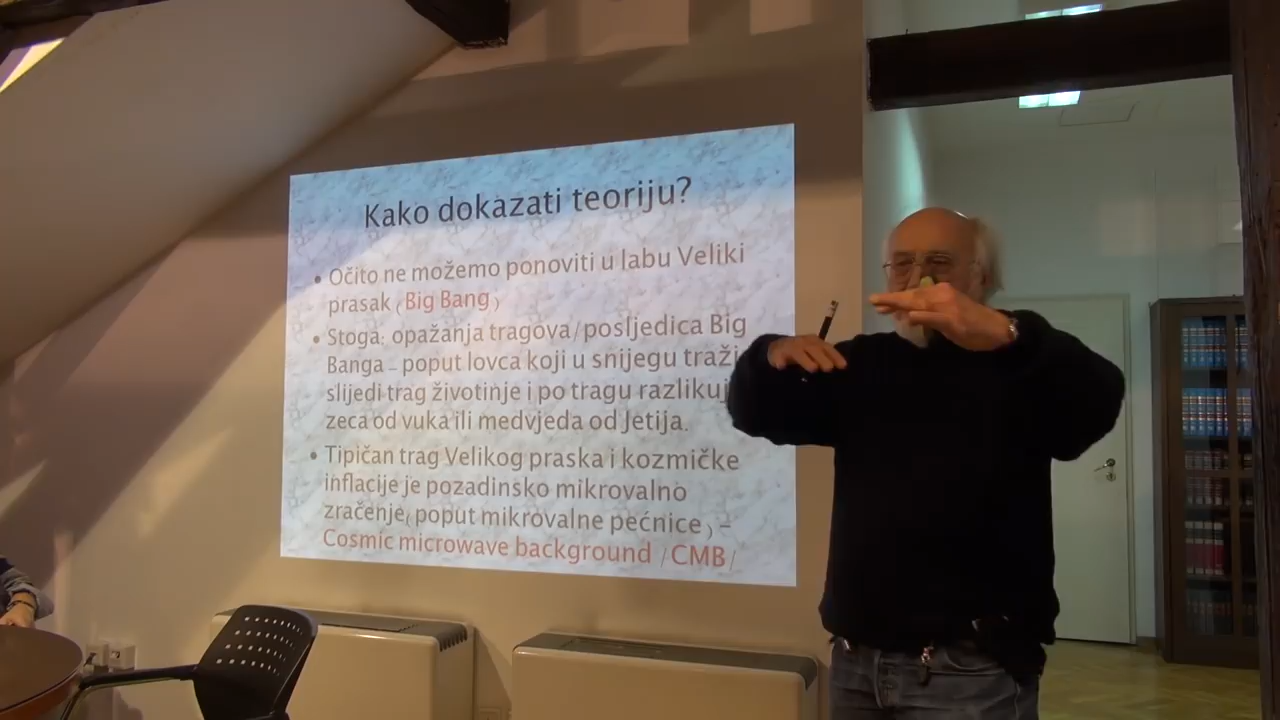 Kako dokazati teoriju?
• Očito ne možemo ponoviti u labu Veliki
prasak (Big Bang)
• Stoga: opažanja tragova/posljedica Big
Banga – poput lovca koji u snijegu traži
slijedi trag životinje i po tragu razlikuj
zeca od vuka ili medvjeda od Jetija.
• Tipičan trag Velikog praska i kozmičke
inflacije je pozadinsko mikrovalno
zračenje(poput mikrovalne pećnice) –
Cosmic microwave background /CMB/